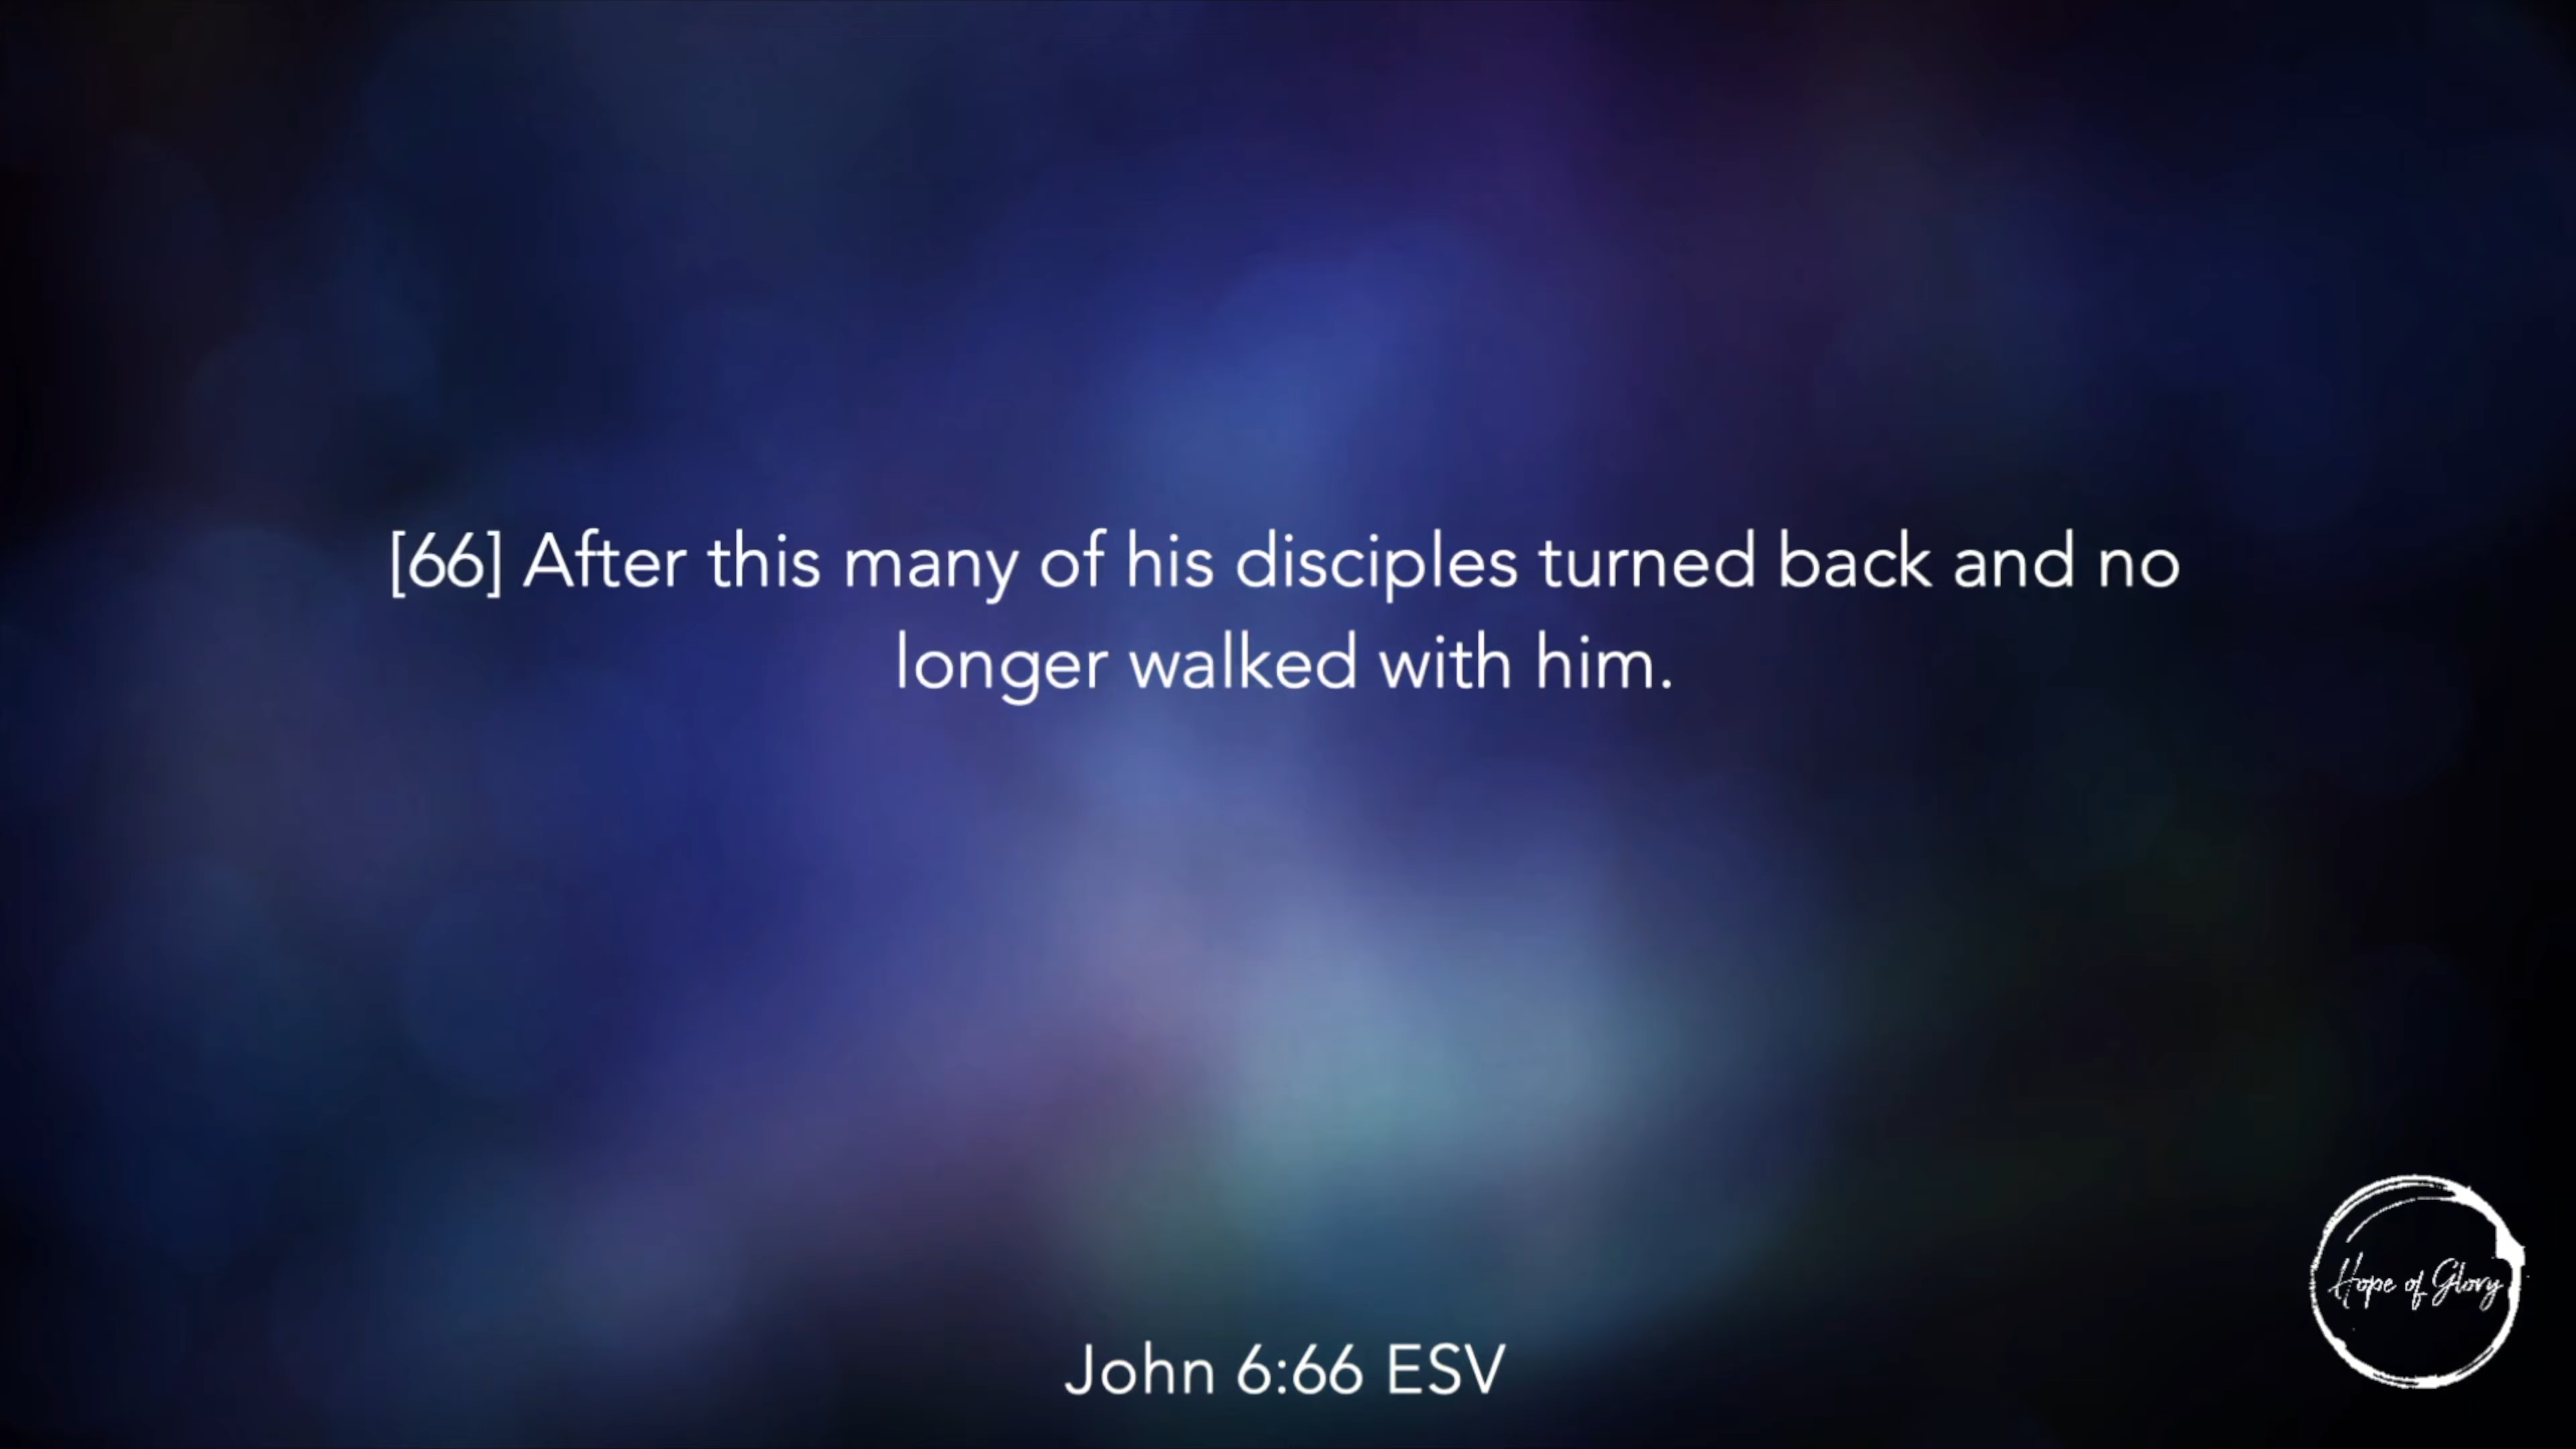 [66] After this many of his disciples turned back and no
longer walked with him.
Hope of Glory
John 6:66 ESV